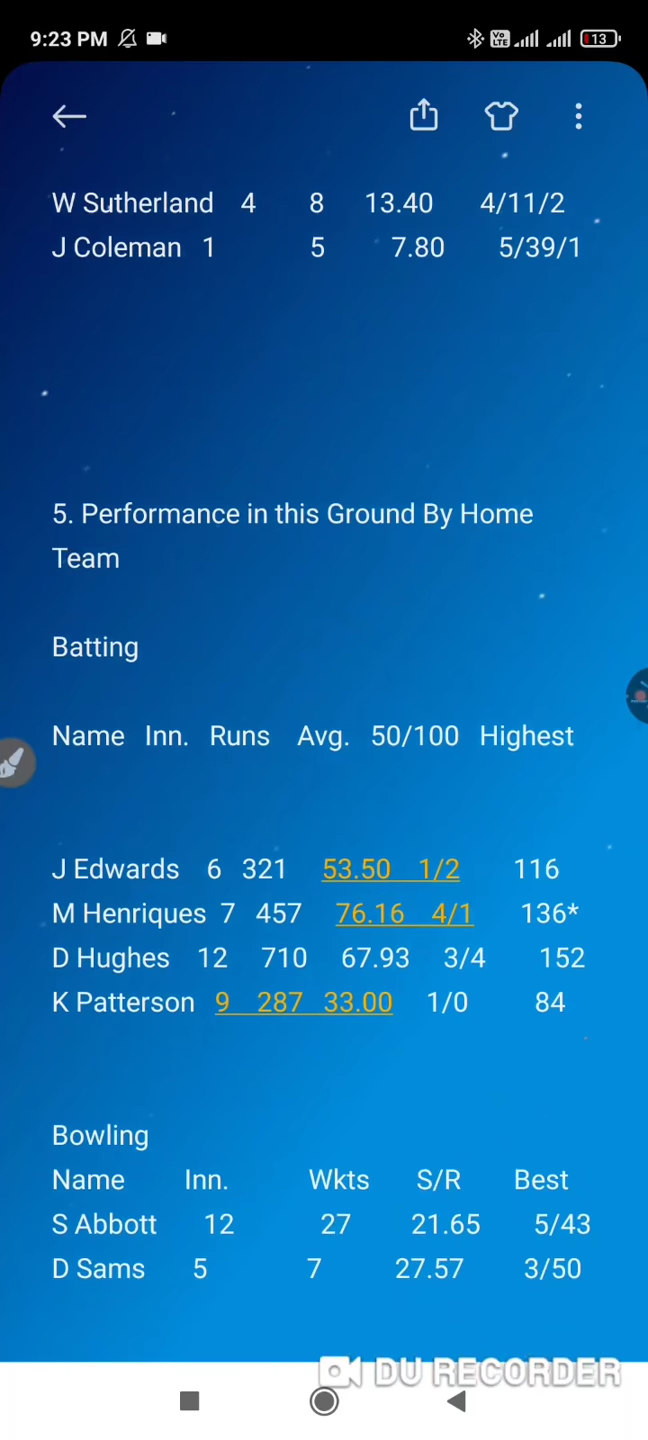 9:23 PM Vo LTE 13
W Sutherland 4 8 13.40 4/11/2
J Coleman 1 5 7.80 5/39/1
5. Performance in this Ground By Home
Team
Batting
Name Inn. Runs Avg. 50/100 Highest
J Edwards 6 321 53.50 1/2 116
M Henriques 7 457 76.16 4/1 136*
D Hughes 12 710 67.93 3/4 152
K Patterson 9 287 33.00 1/0 84
Bowling
Name Inn. Wkts S/R Best
S Abbott 12 27 21.65 5/43
D Sams 5 7 27.57 3/50
DU RECORDER